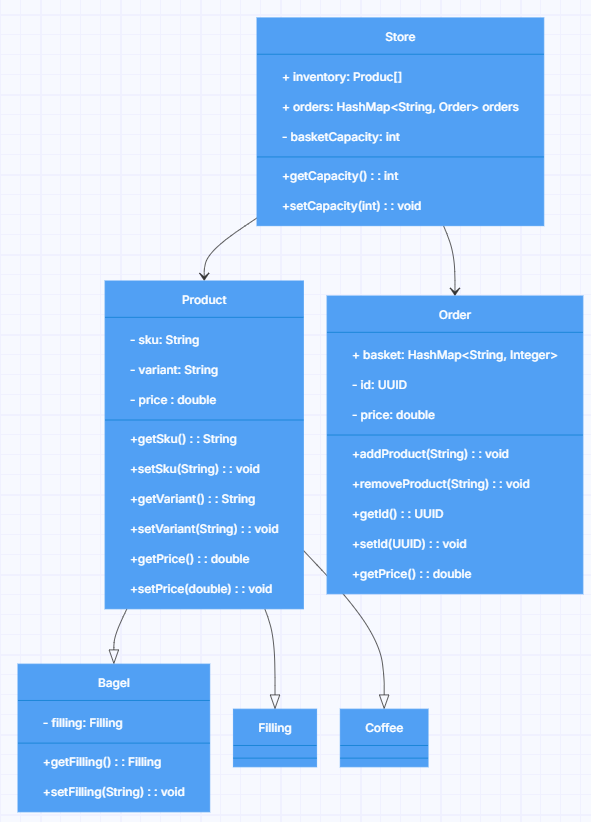 Store
+ inventory: Produc[]
+ orders: HashMap<String, Order> orders
- basketCapacity: int
+getCapacity() : : int
+setCapacity(int) : : void
Product
- sku: String
- variant: String
- price : double
+getSku() : : String
+setSku(String) : : void
+getVariant() : : String
+setVariant(String) : : void
+getPrice() : : double
+setPrice(double) : : void
Order
+ basket: HashMap<String, Integer>
- id: UUID
- price: double
+addProduct(String) : : void
+removeProduct(String) : : void
+getId() : : UUID
+setId(UUID) : : void
+getPrice() : : double
Bagel
- filling: Filling
+getFilling() : : Filling
+setFilling(String) : : void
Filling
Coffee